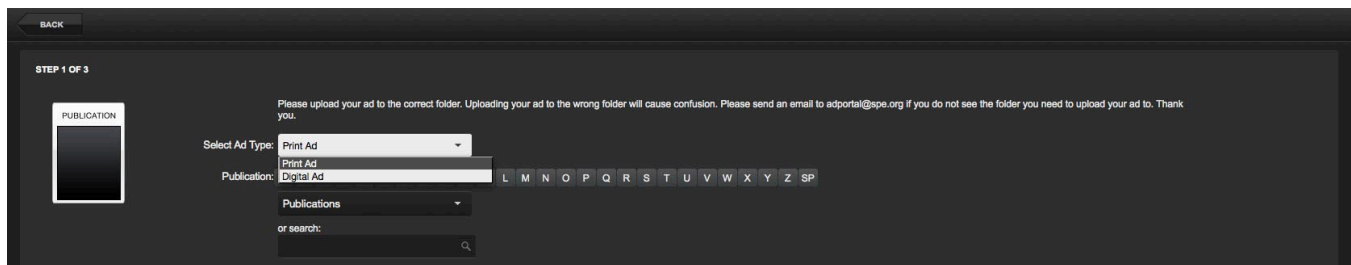 BACK
STEP 1 OF 3
PUBLICATION
Please upload your ad to the correct folder. Uploading your ad to the wrong folder will cause confusion. Please send an email to adportal@spe.org if you do not see the folder you need to upload your ad to. Thank
you.
Select Ad Type: Print Ad
Print Ad
Publication: Digital Ad L M N O P Q R S T U V W X Y Z SP
Publications
or search: